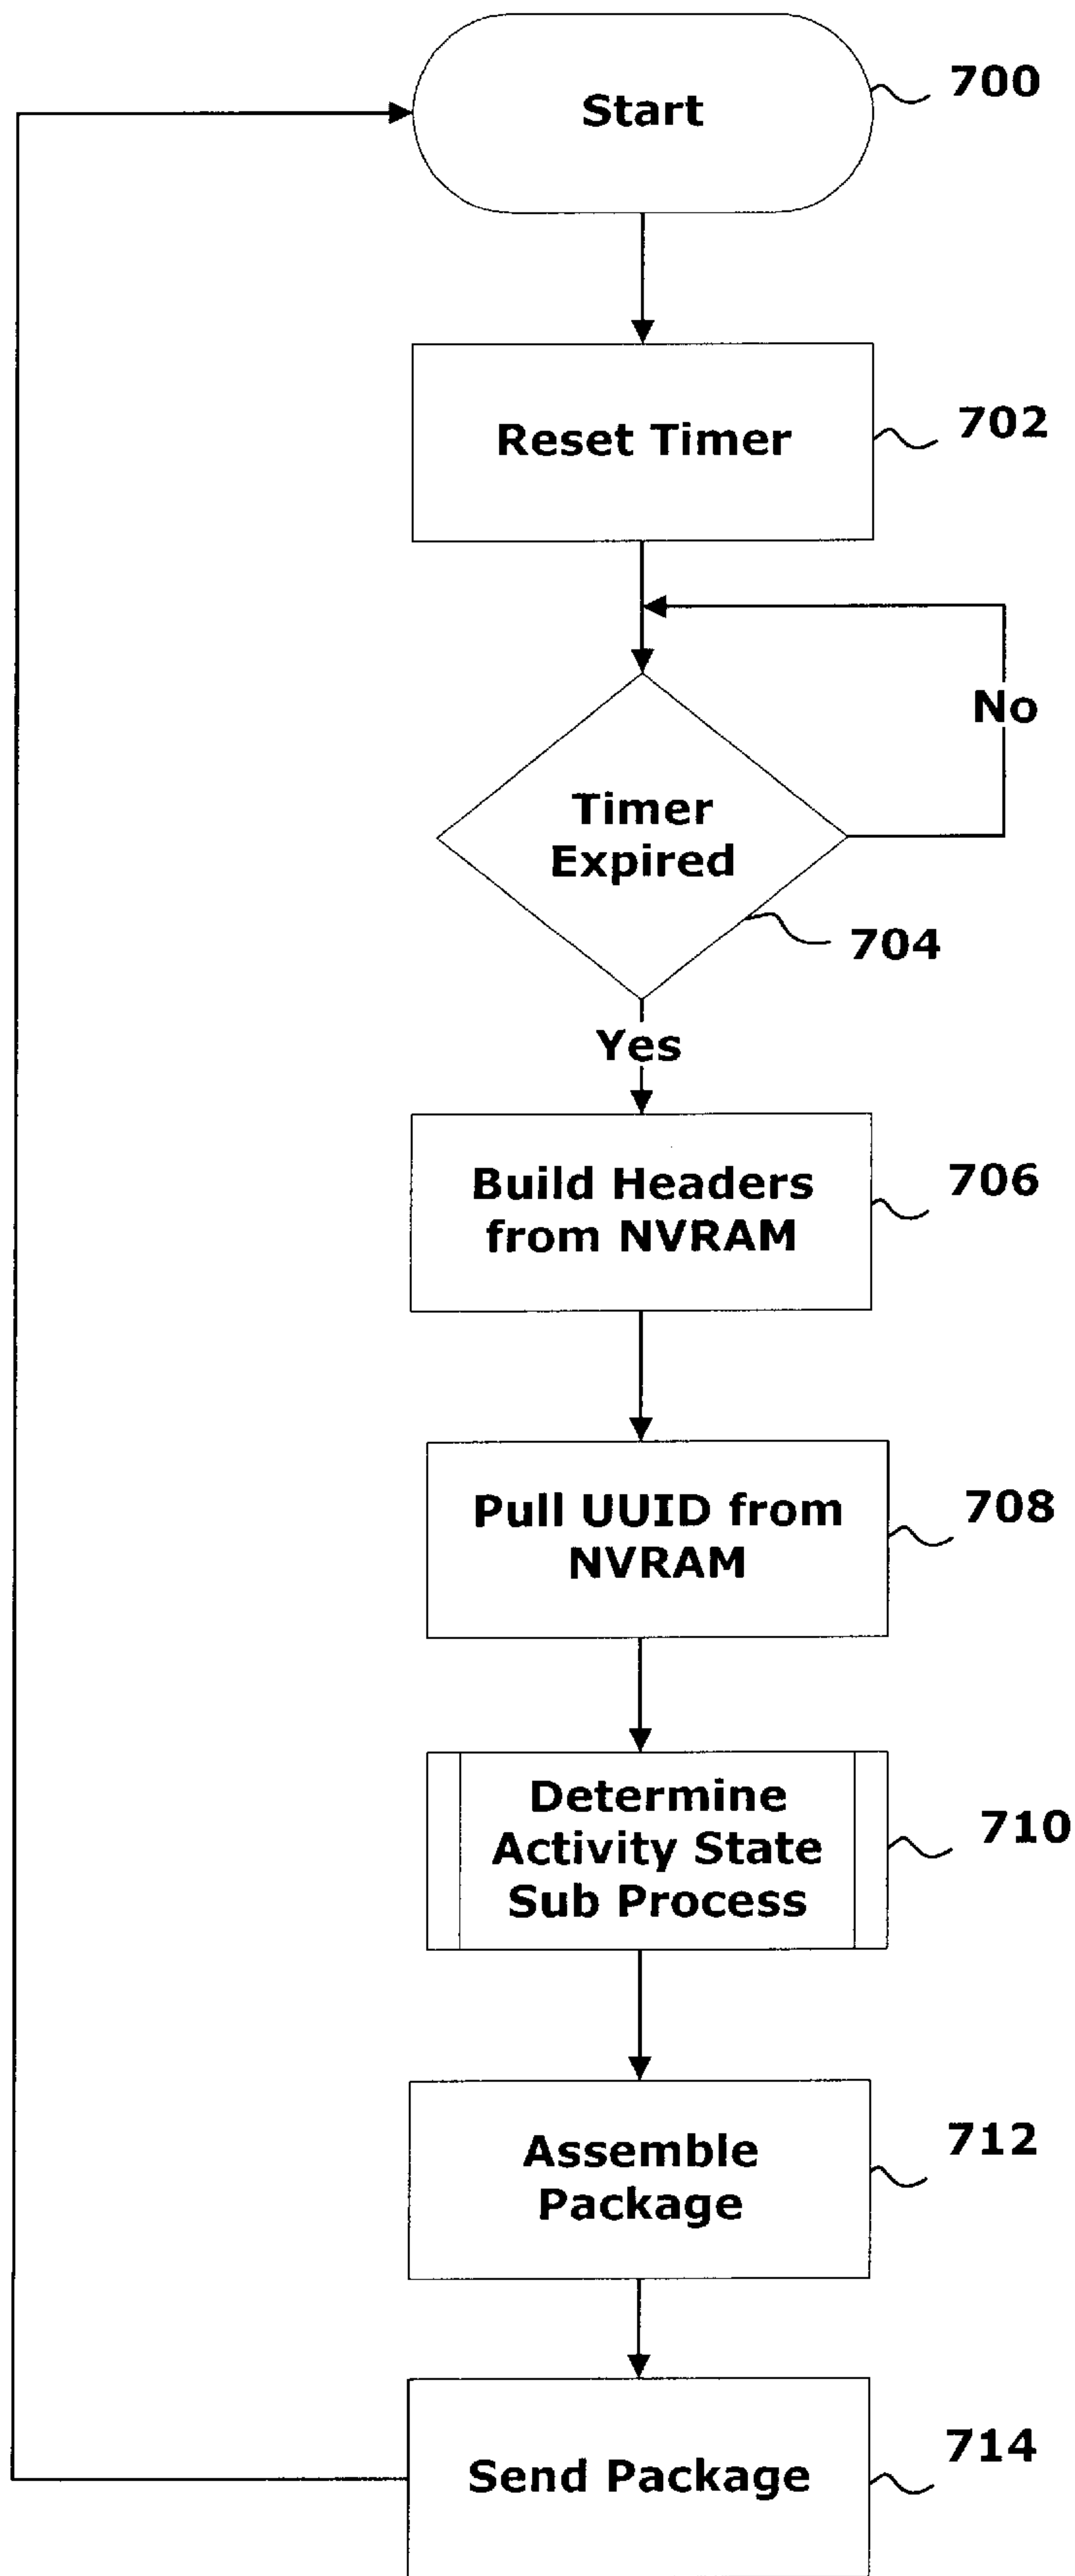 Start
700
Reset Timer
702
No
Timer
Expired
704
Yes
Build Headers
from NVRAM
706
Pull UUID from
NVRAM
708
Determine
Activity State
Sub Process
710
Assemble
Package
712
Send Package
714